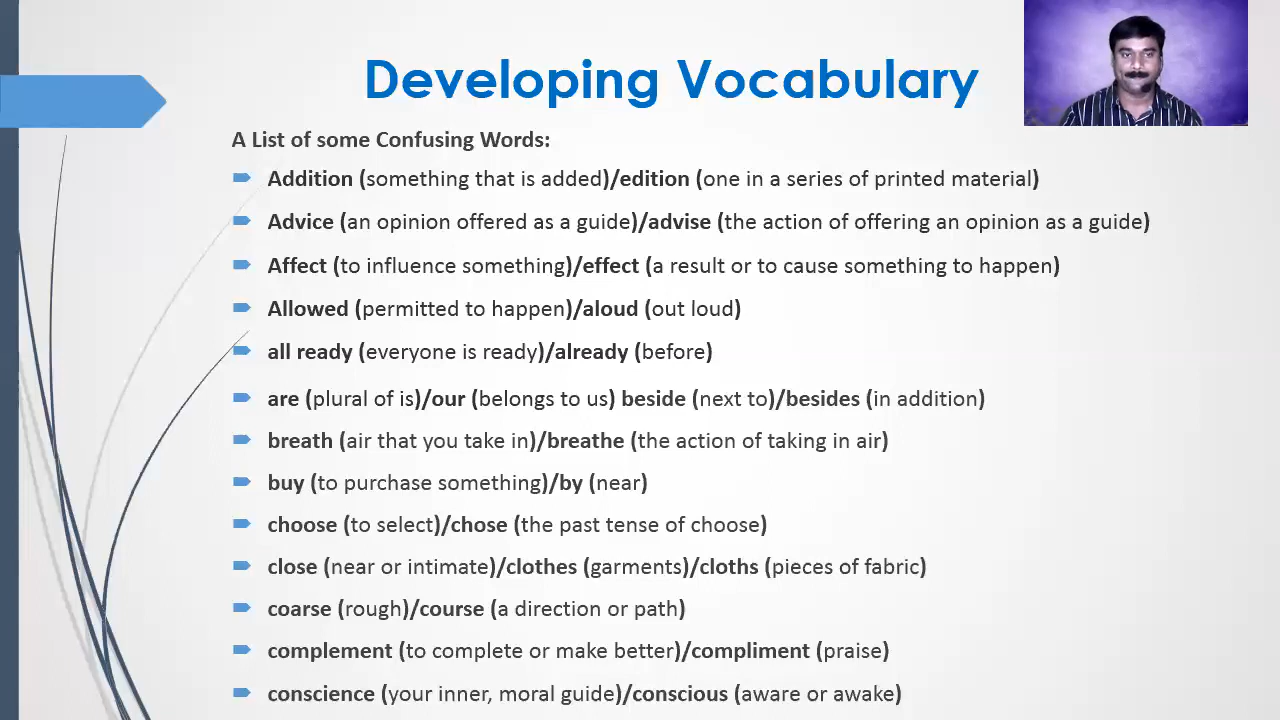 Developing Vocabulary
A List of some Confusing Words:
Addition (something that is added)/edition (one in a series of printed material)
Advice (an opinion offered as a guide)/advise (the action of offering an opinion as a guide)
Affect (to influence something)/effect (a result or to cause something to happen)
Allowed (permitted to happen)/aloud (out loud)
all ready (everyone is ready)/already (before)
are (plural of is)/our (belongs to us) beside (next to)/besides (in addition)
breath (air that you take in)/breathe (the action of taking in air)
buy (to purchase something)/by (near)
choose (to select)/chose (the past tense of choose)
close (near or intimate)/clothes (garments)/cloths (pieces of fabric)
coarse (rough)/course (a direction or path)
complement (to complete or make better)/compliment (praise)
conscience (your inner, moral guide)/conscious (aware or awake)